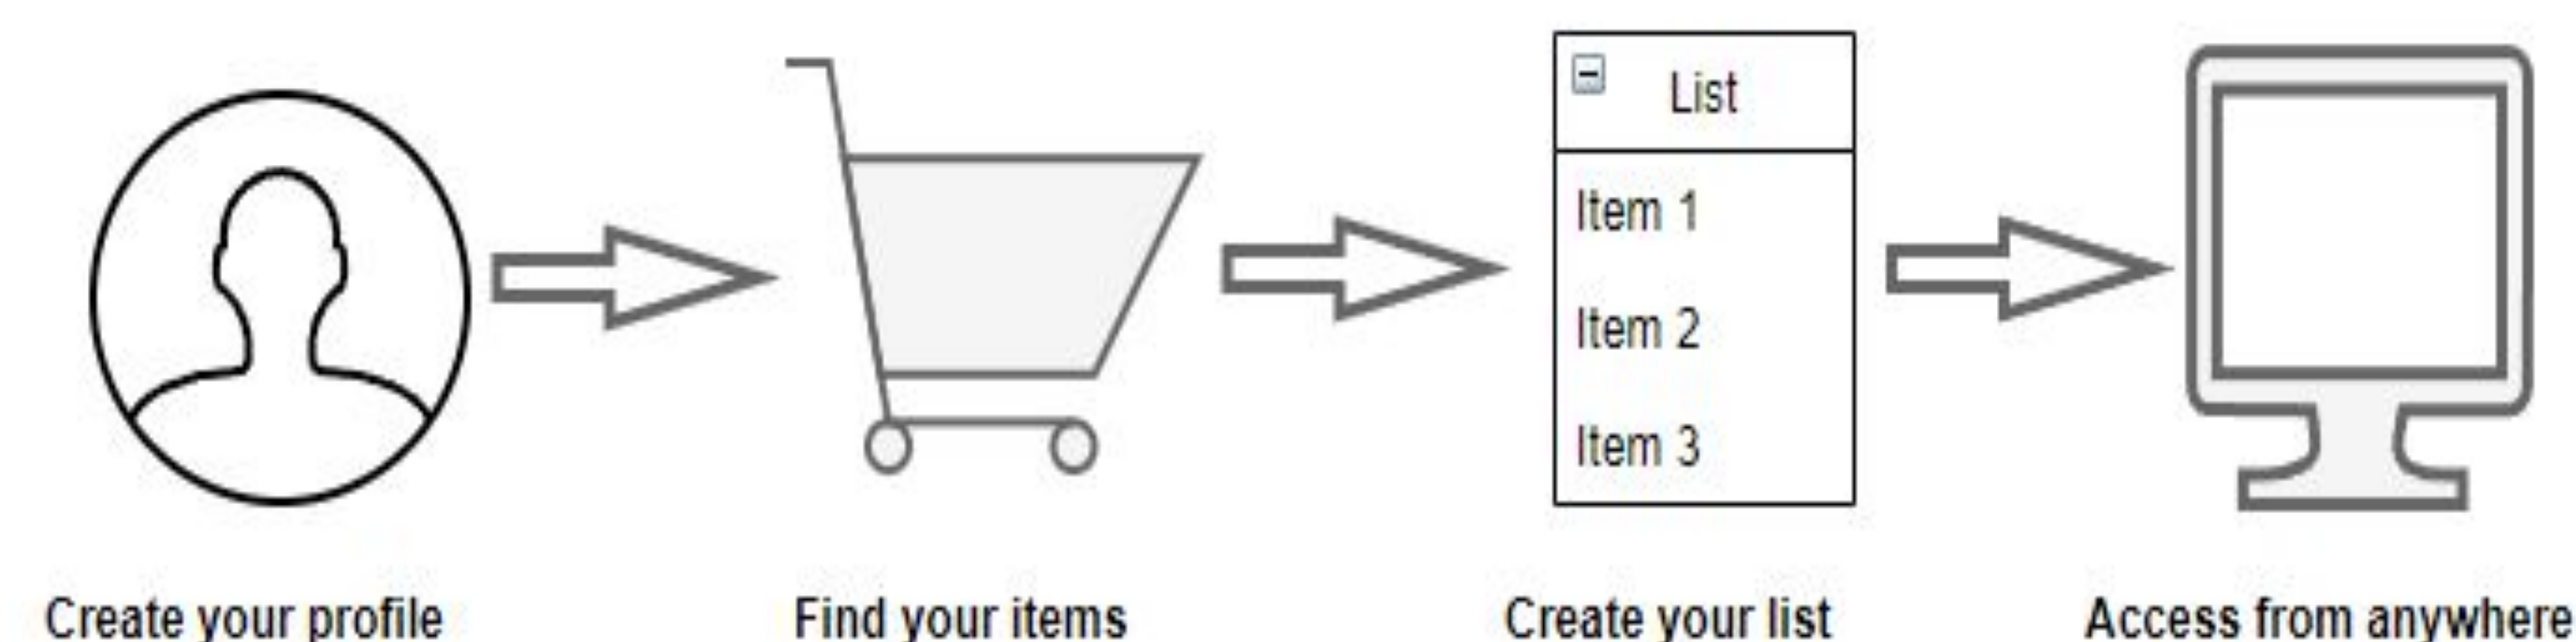 List
Item 1
Item 2
Item 3
Create your profile
Find your items
Create your list
Access from anywhere